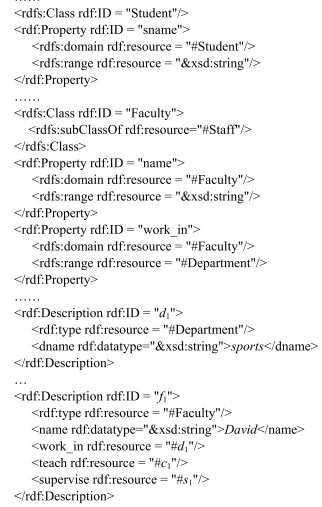 ......
<rdfs:Class rdf:ID = "Student"/>
<rdf:Property rdf:ID = "sname">
<rdfs:domain rdf:resource = "#Student"/>
<rdfs:range rdf:resource = "&xsd:string"/>
</rdf:Property>
......
<rdfs:Class rdf:ID = "Faculty">
<rdfs:subClassOf rdf:resource="#Staff"/>
</rdfs:Class>
<rdf:Property rdf:ID = "name">
<rdfs:domain rdf:resource = "#Faculty"/>
<rdfs:range rdf:resource = "&xsd:string"/>
</rdf:Property>
<rdf:Property rdf:ID = "work_in">
<rdfs:domain rdf:resource = "#Faculty"/>
<rdfs:range rdf:resource = "#Department"/>
</rdf:Property>
......
<rdf:Description rdf:ID = "d₁">
<rdf:type rdf:resource = "#Department"/>
<dname rdf:datatype="&xsd:string">sports</dname>
</rdf:Description>
...
<rdf:Description rdf:ID = "f₁">
<rdf:type rdf:resource = "#Faculty"/>
<name rdf:datatype="&xsd:string">David</name>
<work_in rdf:resource = "#d₁"/>
<teach rdf:resource = "#c₁"/>
<supervise rdf:resource = "#s₁"/>
</rdf:Description>